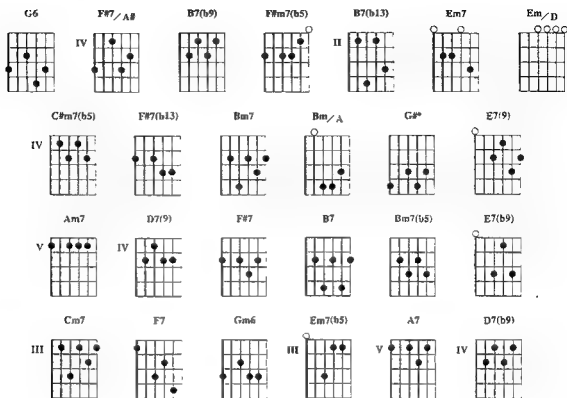 G6 F#7/A# B7(b9) F#m7(b5) B7(b13) Em7 Em/D
IV II
C#m7(b5) F#7(b13) Bm7 Bm/A G#° E7(9)
IV
Am7 D7(9) F#7 B7 Bm7(b5) E7(b9)
V IV
Cm7 F7 Gm6 Em7(b5) A7 D7(b9)
III III V IV